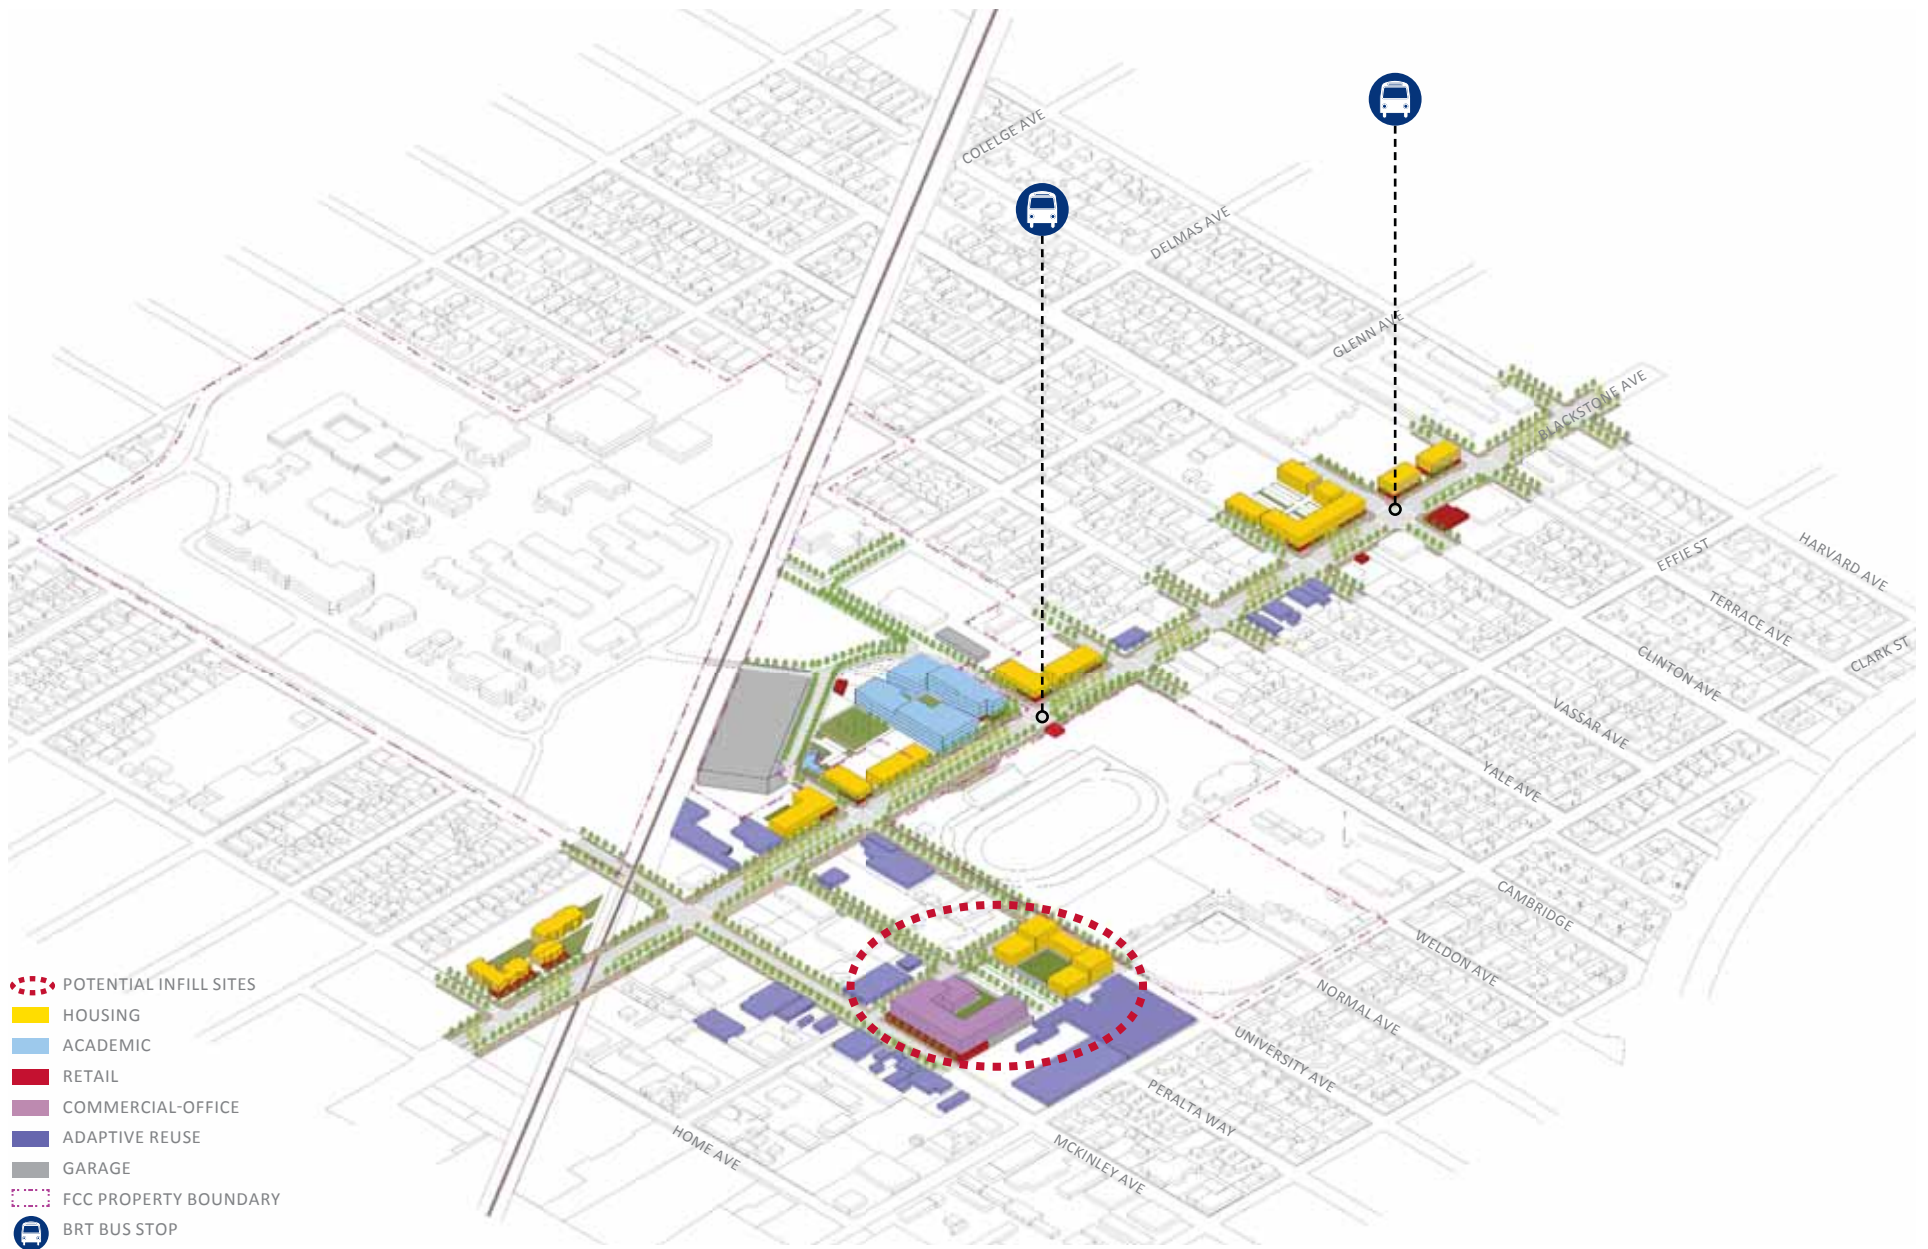 COLELGE AVE
DELMAS AVE
GLENN AVE
BLACKSTONE AVE
HARVARD AVE
EFFIE ST
TERRACE AVE
CLARK ST
CLINTON AVE
VASSAR AVE
YALE AVE
CAMBRIDGE
WELDON AVE
NORMAL AVE
UNIVERSITY AVE
PERALTA WAY
MCKINLEY AVE
HOME AVE
POTENTIAL INFILL SITES
HOUSING
ACADEMIC
RETAIL
COMMERCIAL-OFFICE
ADAPTIVE REUSE
GARAGE
FCC PROPERTY BOUNDARY
BRT BUS STOP